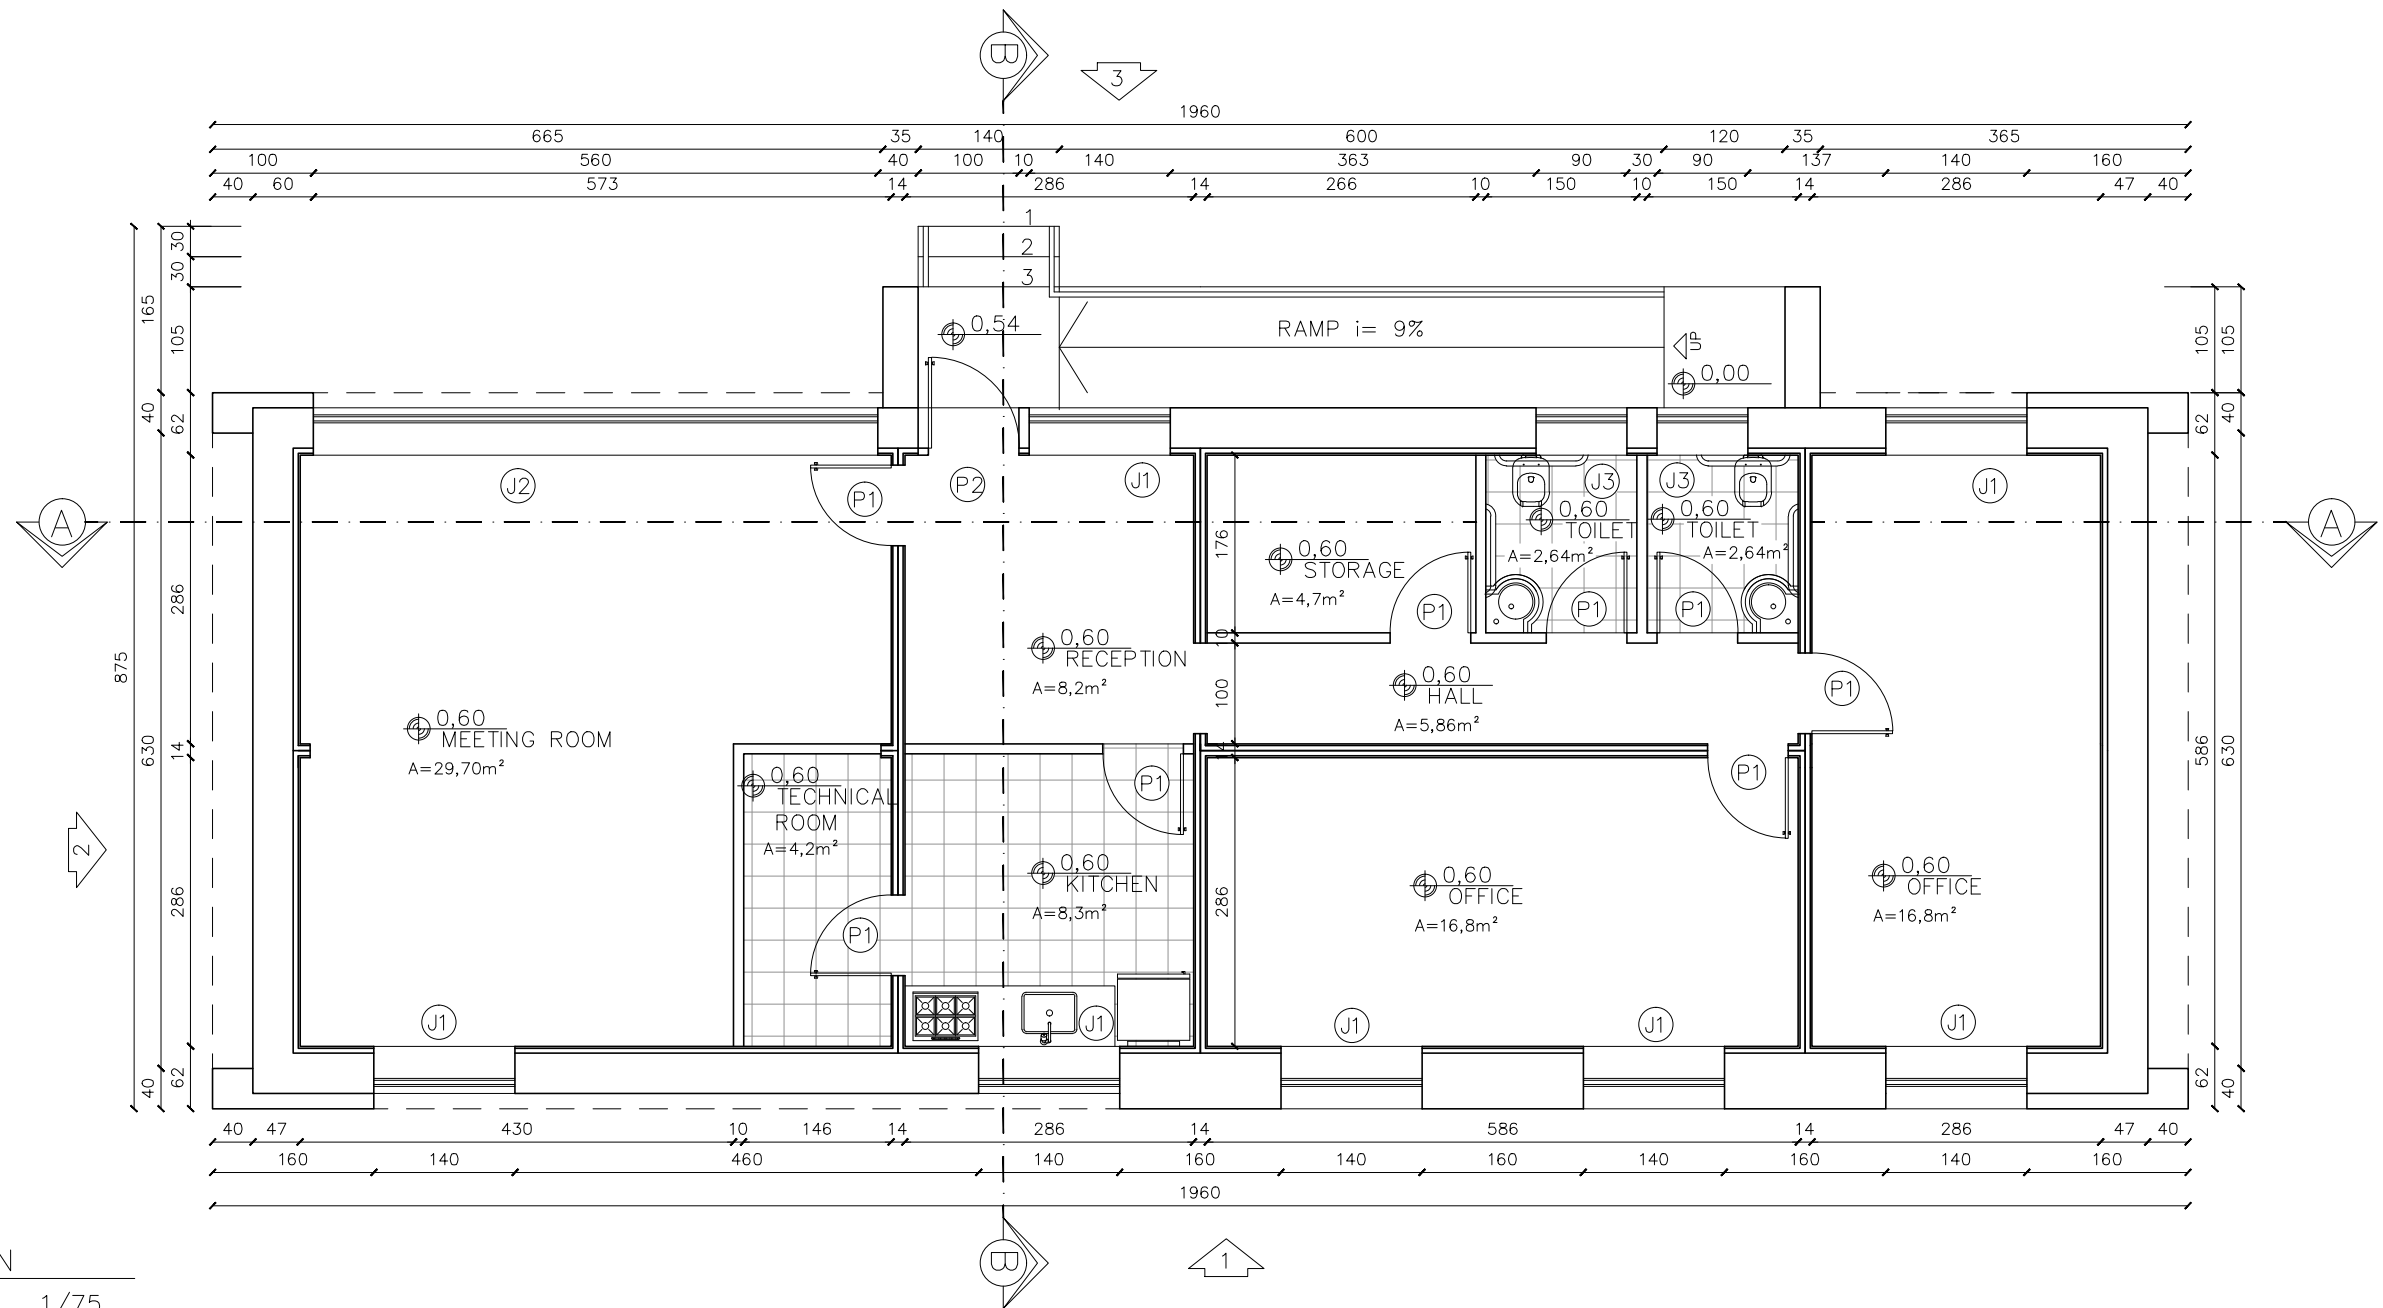 B
3
1960
665 35 140 600 120 35 365
100 560 40 100 10 140 363 90 30 90 137 140 160
40 60 573 14 286 14 266 10 150 10 150 14 286 47 40
1
2
3
30
30
165
105
40
62
875
630
286
14
286
40
62
0,54
RAMP i= 9%
UP
0,00
105
105
62
40
586
630
62
40
J2
P1
P2
J1
J3
J3
J1
A
A
176
0,60
STORAGE
A=4,7m²
0,60
TOILET
A=2,64m²
0,60
TOILET
A=2,64m²
P1
P1
P1
10
0,60
RECEPTION
A=8,2m²
100
0,60
HALL
A=5,86m²
P1
0,60
MEETING ROOM
A=29,70m²
14
0,60
TECHNICAL
ROOM
A=4,2m²
P1
P1
2
0,60
KITCHEN
A=8,3m²
286
0,60
OFFICE
A=16,8m²
0,60
OFFICE
A=16,8m²
P1
J1
J1
J1
J1
J1
40 47 430 10 146 14 286 14 586 14 286 47 40
160 140 460 140 160 140 160 140 160 140 160
1960
B
1
N
1/75